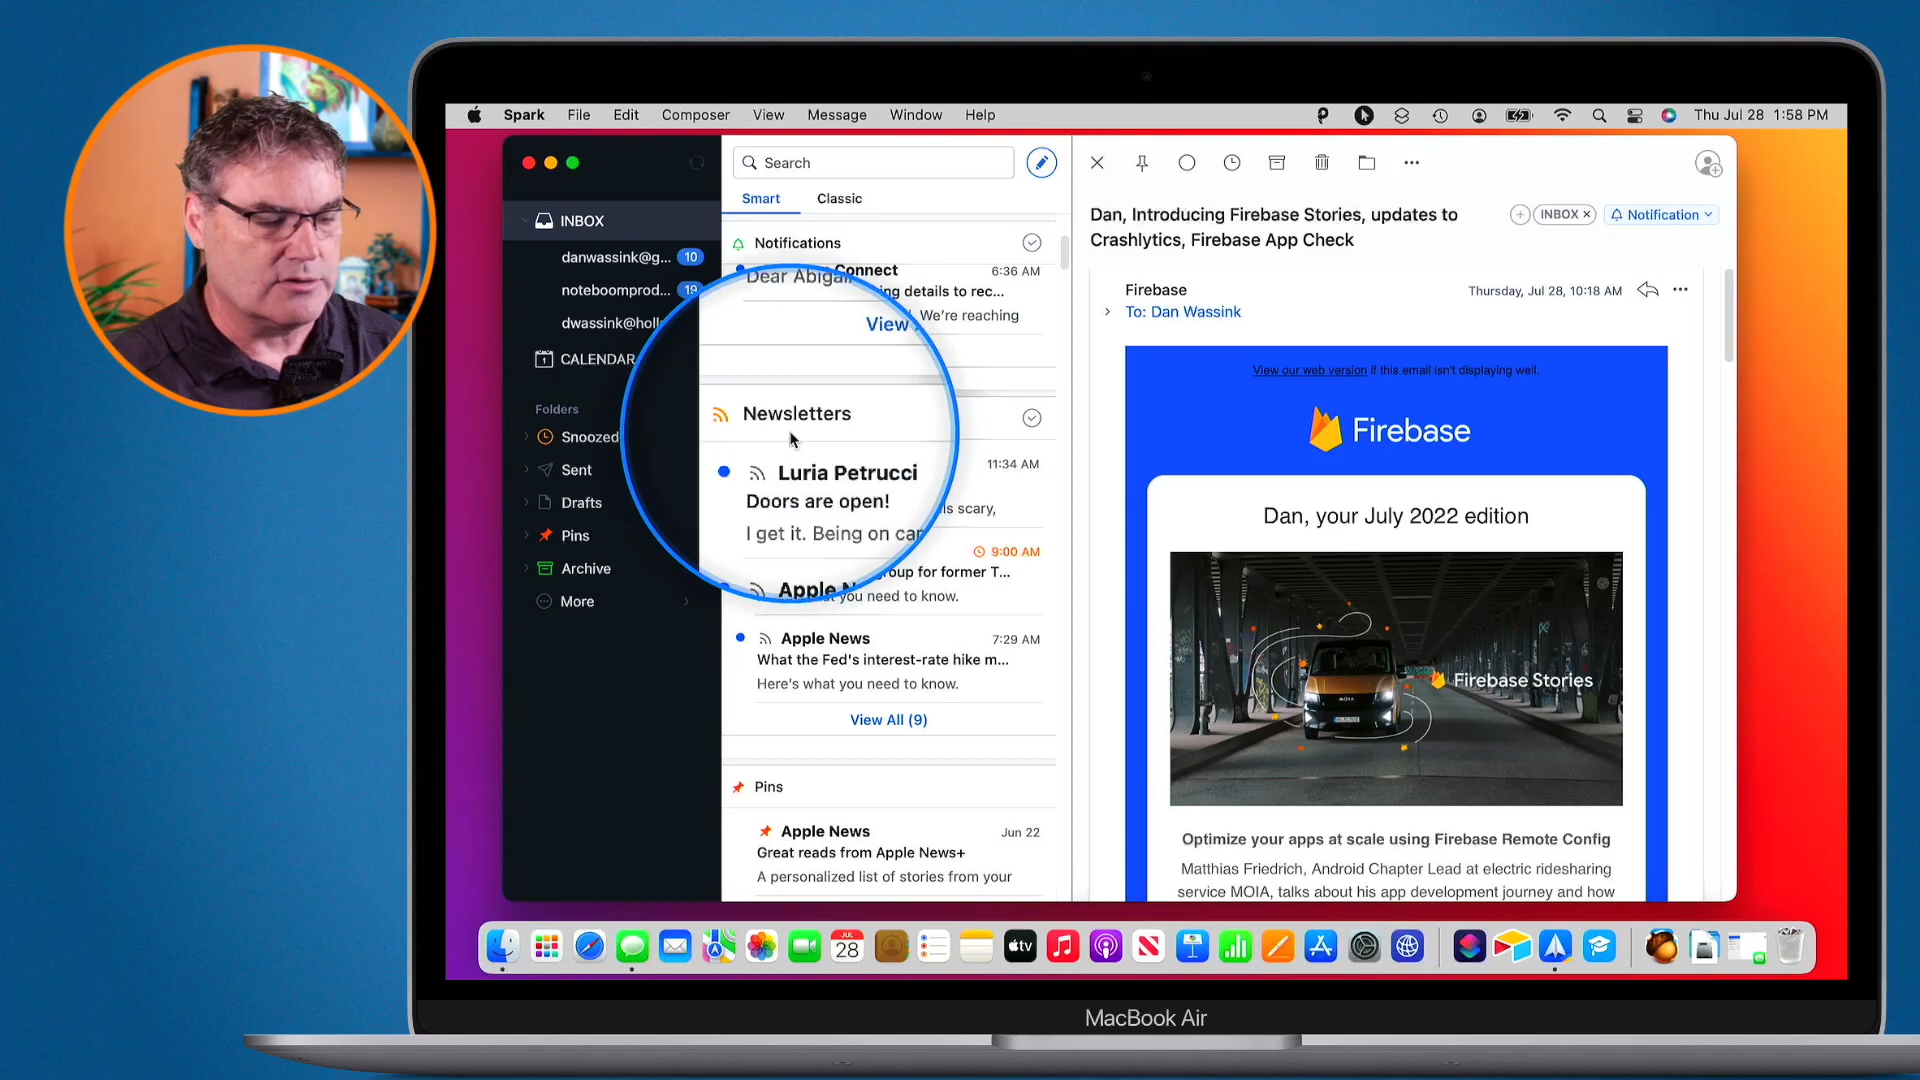 Spark File Edit Composer View Message Window Help
Thu Jul 28 1:58 PM
Search
Smart Classic
INBOX
danwassink@g... 10
noteboomprod... 19
dwassink@holl
CALENDAR
Folders
Snoozed
Sent
Drafts
Pins
Archive
More
Notifications
Connect 6:36 AM
Dear Abigail
ing details to rec...
We're reaching
View
Newsletters
Luria Petrucci 11:34 AM
Doors are open!
is scary,
I get it. Being on
9:00 AM
Apple
group for former T...
you need to know.
Apple News 7:29 AM
What the Fed's interest-rate hike m...
Here's what you need to know.
View All (9)
Pins
Apple News Jun 22
Great reads from Apple News+
A personalized list of stories from your
Dan, Introducing Firebase Stories, updates to
Crashlytics, Firebase App Check
INBOX
Notification
Firebase
Thursday, Jul 28, 10:18 AM
To: Dan Wassink
View our web version if this email isn't displaying well.
Firebase
Dan, your July 2022 edition
MOIA
Firebase Stories
Optimize your apps at scale using Firebase Remote Config
Matthias Friedrich, Android Chapter Lead at electric ridesharing
service MOIA, talks about his app development journey and how
JUL
28
tv
MacBook Air